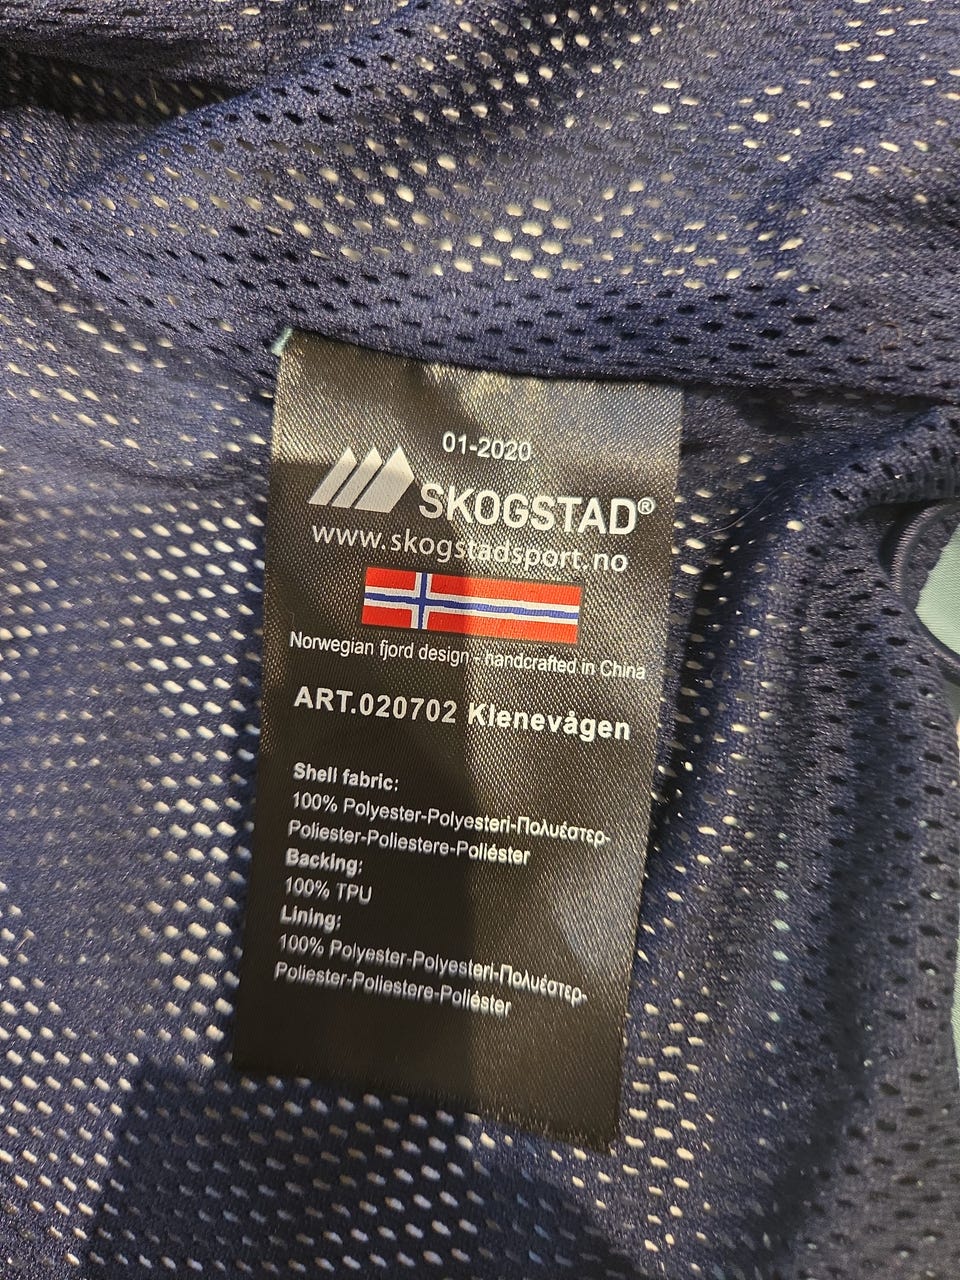 01-2020
SKOGSTAD®
www.skogstadsport.no
Norwegian fjord design - handcrafted in China
ART.020702 Klenevågen
Shell fabric:
100% Polyester-Polyesteri-Πολυέστερ-
Poliester-Poliestere-Poliéster
Backing:
100% TPU
Lining:
100% Polyester-Polyesteri-Πολυέστερ-
Poliester-Poliestere-Poliéster